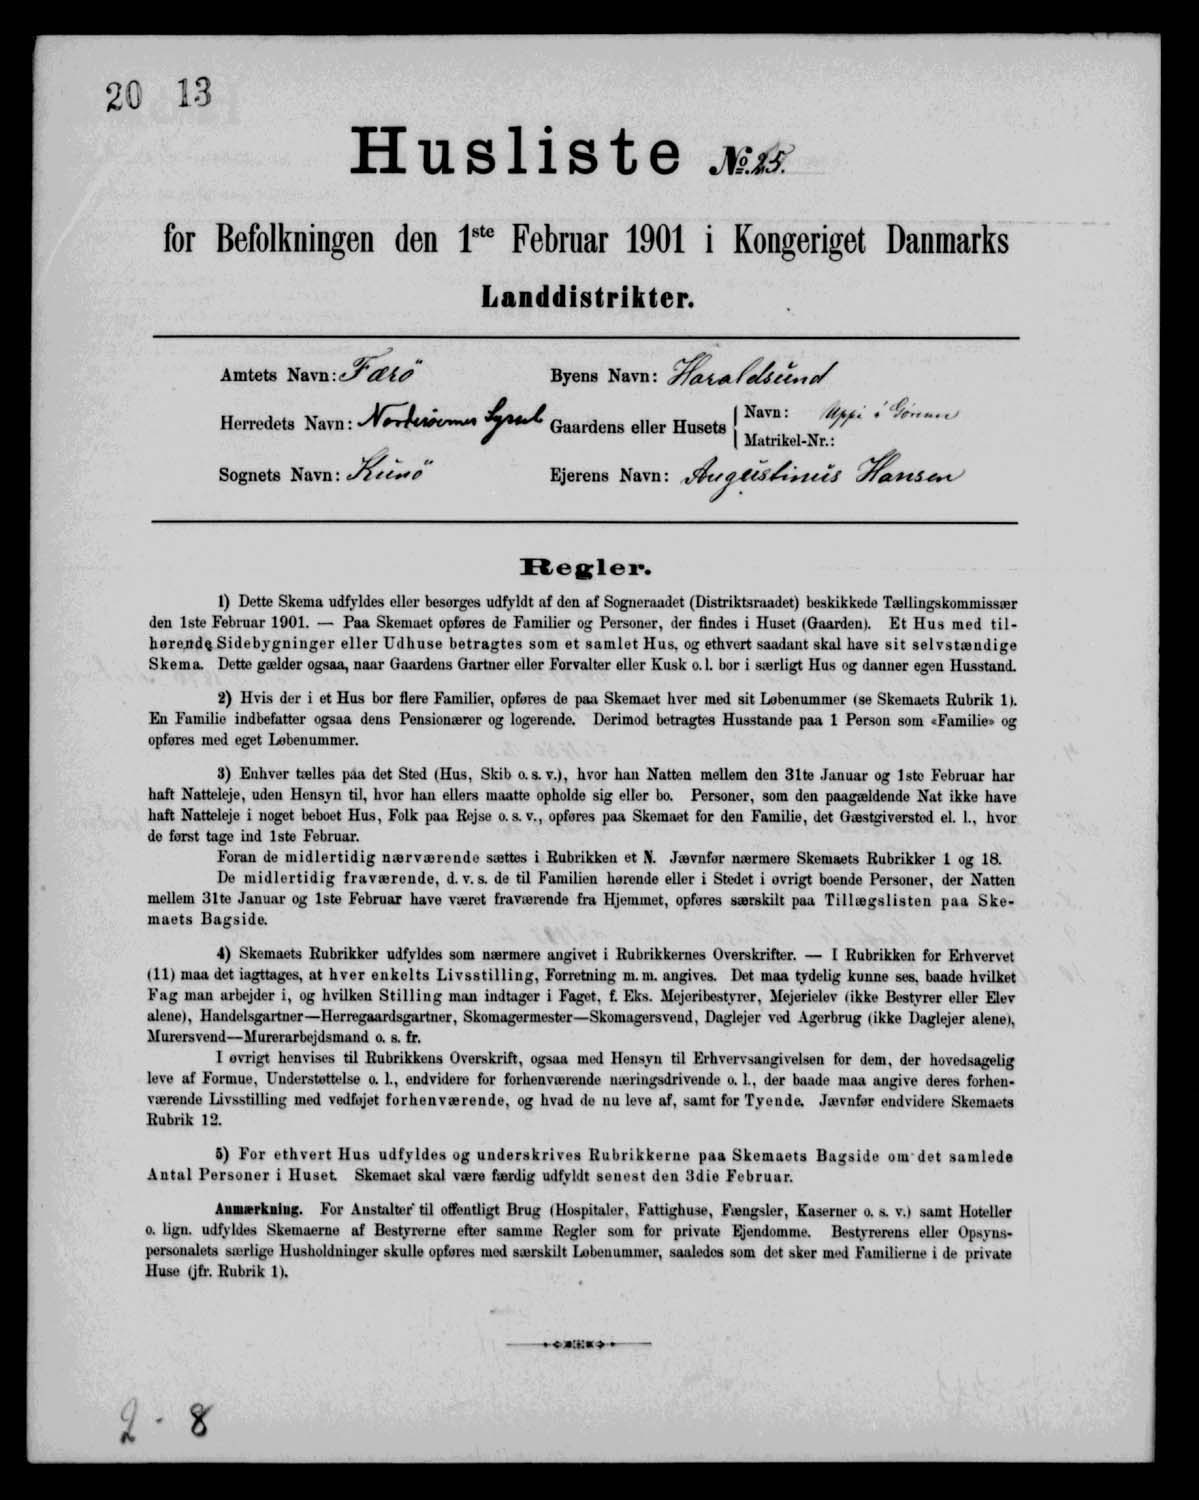 20 13
Husliste No. 25.
for Befolkningen den 1ste Februar 1901 i Kongeriget Danmarks
Landdistrikter.
Amtets Navn: Færö
Byens Navn: Haraldsund
Herredets Navn: Norderöernes Syssel
Gaardens eller Husets Navn: Uppi i
Matrikel-Nr.:
Sognets Navn: Kunö
Ejerens Navn: Augustinus Hansen
Regler.
1) Dette Skema udfyldes eller besørges udfyldt af den af Sogneraadet (Distriktsraadet) beskikkede Tællingskommissær
den 1ste Februar 1901. — Paa Skemaet opføres de Familier og Personer, der findes i Huset (Gaarden). Et Hus med til-
hørende Sidebygninger eller Udhuse betragtes som et samlet Hus, og ethvert saadant skal have sit selvstændige
Skema. Dette gælder ogsaa, naar Gaardens Gartner eller Forvalter eller Kusk o. l. bor i særligt Hus og danner egen Husstand.
2) Hvis der i et Hus bor flere Familier, opføres de paa Skemaet hver med sit Løbenummer (se Skemaets Rubrik 1).
En Familie indbefatter ogsaa dens Pensionærer og logerende. Derimod betragtes Husstande paa 1 Person som «Familie» og
opføres med eget Løbenummer.
3) Enhver tælles paa det Sted (Hus, Skib o. s. v.), hvor han Natten mellem den 31te Januar og 1ste Februar har
haft Natteleje, uden Hensyn til, hvor han ellers maatte opholde sig eller bo. Personer, som den paagældende Nat ikke have
haft Natteleje i noget beboet Hus, Folk paa Rejse o. s. v., opføres paa Skemaet for den Familie, det Gæstgiversted el. l., hvor
de først tage ind 1ste Februar.
Foran de midlertidig nærværende sættes i Rubrikken et N. Jævnfør nærmere Skemaets Rubrikker 1 og 18.
De midlertidig fraværende, d. v. s. de til Familien hørende eller i Stedet i øvrigt boende Personer, der Natten
mellem 31te Januar og 1ste Februar have været fraværende fra Hjemmet, opføres særskilt paa Tillægslisten paa Ske-
maets Bagside.
4) Skemaets Rubrikker udfyldes som nærmere angivet i Rubrikkernes Overskrifter. — I Rubrikken for Erhvervet
(11) maa det iagttages, at hver enkelts Livsstilling, Forretning m. m. angives. Det maa tydelig kunne ses, baade hvilket
Fag man arbejder i, og hvilken Stilling man indtager i Faget, f. Eks. Mejeribestyrer, Mejerielev (ikke Bestyrer eller Elev
alene), Handelsgartner—Herregaardsgartner, Skomagermester—Skomagersvend, Daglejer ved Agerbrug (ikke Daglejer alene),
Murersvend—Murerarbejdsmand o. s. fr.
I øvrigt henvises til Rubrikkens Overskrift, ogsaa med Hensyn til Erhvervsangivelsen for dem, der hovedsagelig
leve af Formue, Understøttelse o. l., endvidere for forhenværende næringsdrivende o. l., der baade maa angive deres forhen-
værende Livsstilling med vedføjet forhenværende, og hvad de nu leve af, samt for Tyende. Jævnfør endvidere Skemaets
Rubrik 12.
5) For ethvert Hus udfyldes og underskrives Rubrikkerne paa Skemaets Bagside om det samlede
Antal Personer i Huset. Skemaet skal være færdig udfyldt senest den 3die Februar.
Anmærkning. For Anstalter til offentligt Brug (Hospitaler, Fattighuse, Fængsler, Kaserner o. s. v.) samt Hoteller
o. lign. udfyldes Skemaerne af Bestyrerne efter samme Regler som for private Ejendomme. Bestyrerens eller Opsyns-
personalets særlige Husholdninger skulle opføres med særskilt Løbenummer, saaledes som det sker med Familierne i de private
Huse (jfr. Rubrik 1).
2 - 8